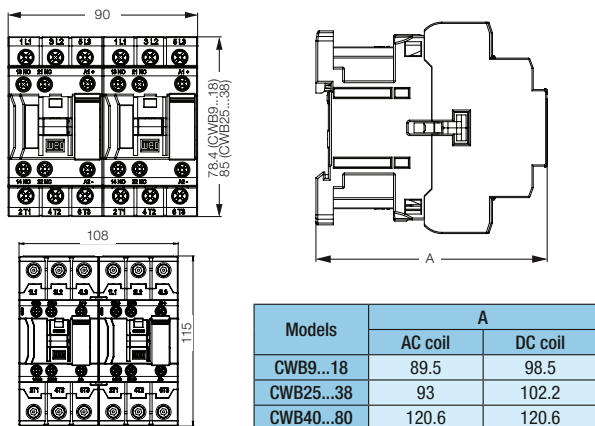 90
1 L1 3 L2 5 L3 1 L1 3 L2 5 L3
13 NO 21 NC A1 + 13 NO 21 NC A1 +
weg weg
14 NO 22 NC A2 - 14 NO 22 NC A2 -
2 T1 4 T2 6 T3 2 T1 4 T2 6 T3
78.4 (CWB9...18)
85 (CWB25...38)
A
108
115
Models A
AC coil DC coil
CWB9...18 89.5 98.5
CWB25...38 93 102.2
CWB40...80 120.6 120.6